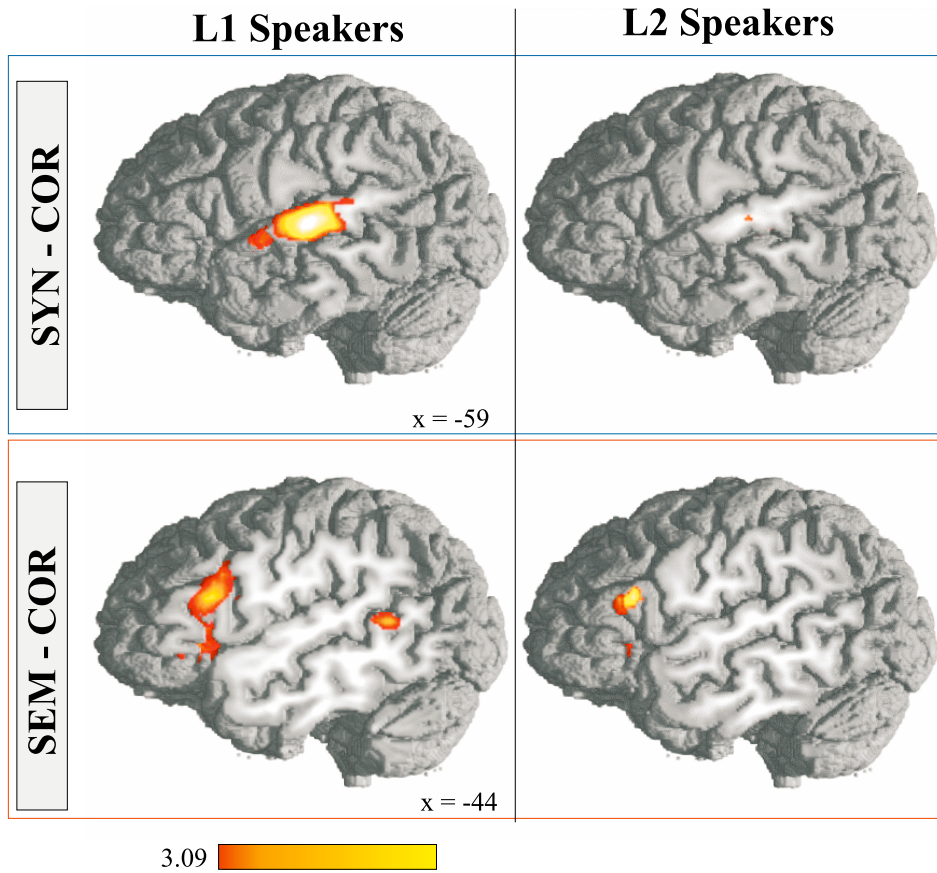 L1 Speakers
L2 Speakers
SYN - COR
x = -59
SEM - COR
x = -44
3.09